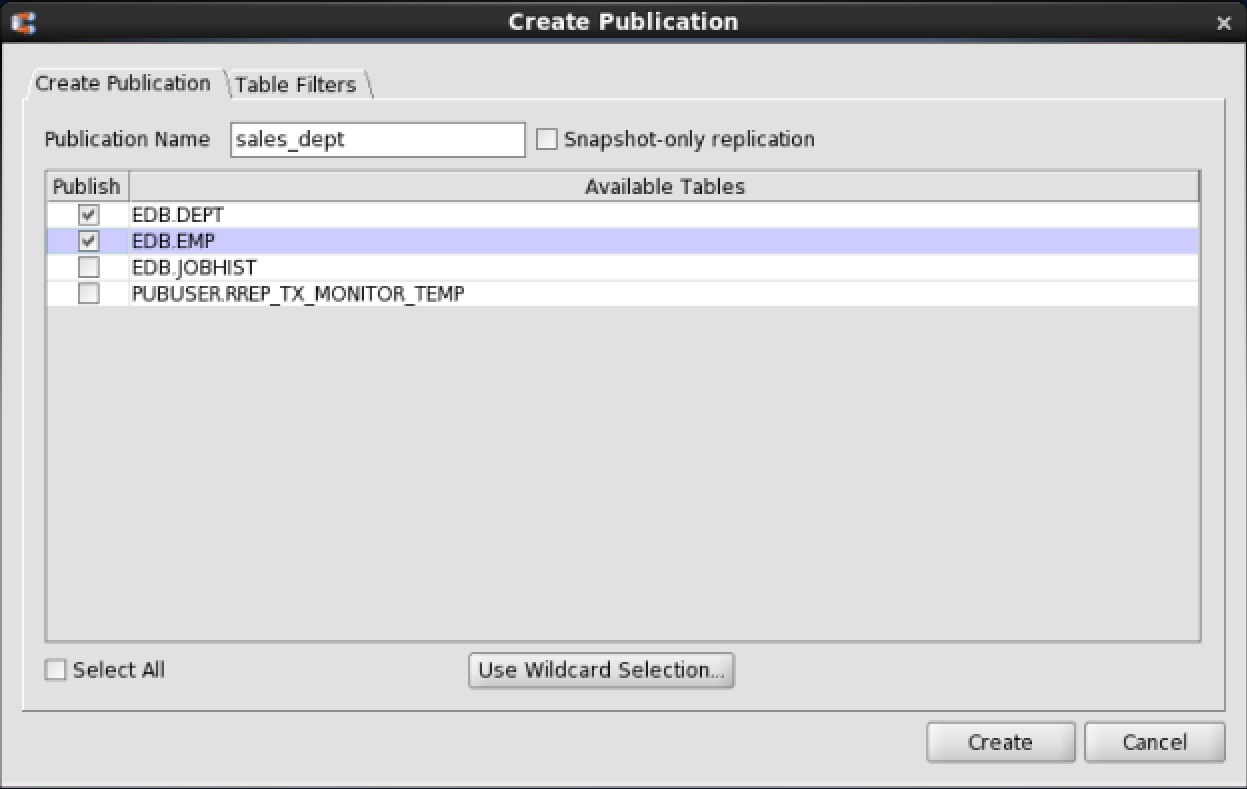 Create Publication
Create Publication Table Filters
Publication Name sales_dept Snapshot-only replication
Publish Available Tables
EDB.DEPT
EDB.EMP
EDB.JOBHIST
PUBUSER.RREP_TX_MONITOR_TEMP
Select All Use Wildcard Selection...
Create Cancel